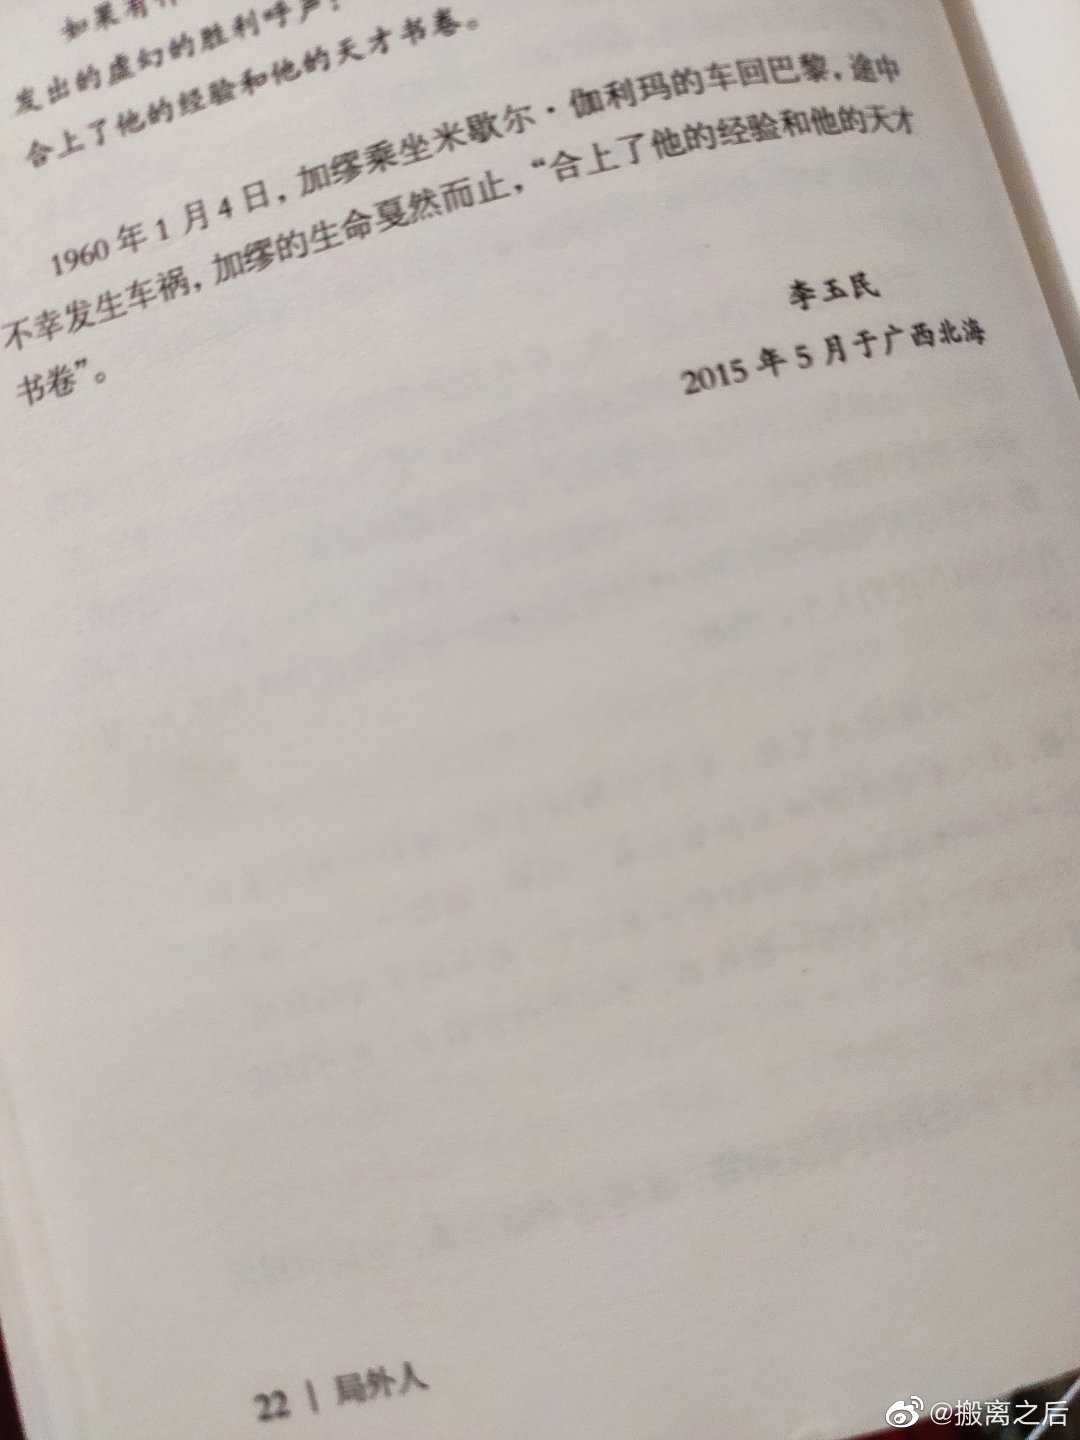 如果有
发出的虚幻的胜利呼声
合上了他的经验和他的天才书卷。
1960年1月4日，加缪乘坐米歇尔·伽利玛的车回巴黎，途中
不幸发生车祸，加缪的生命戛然而止，“合上了他的经验和他的天才
书卷”。
李玉民
2015年5月于广西北海
22 | 局外人
@搬离之后